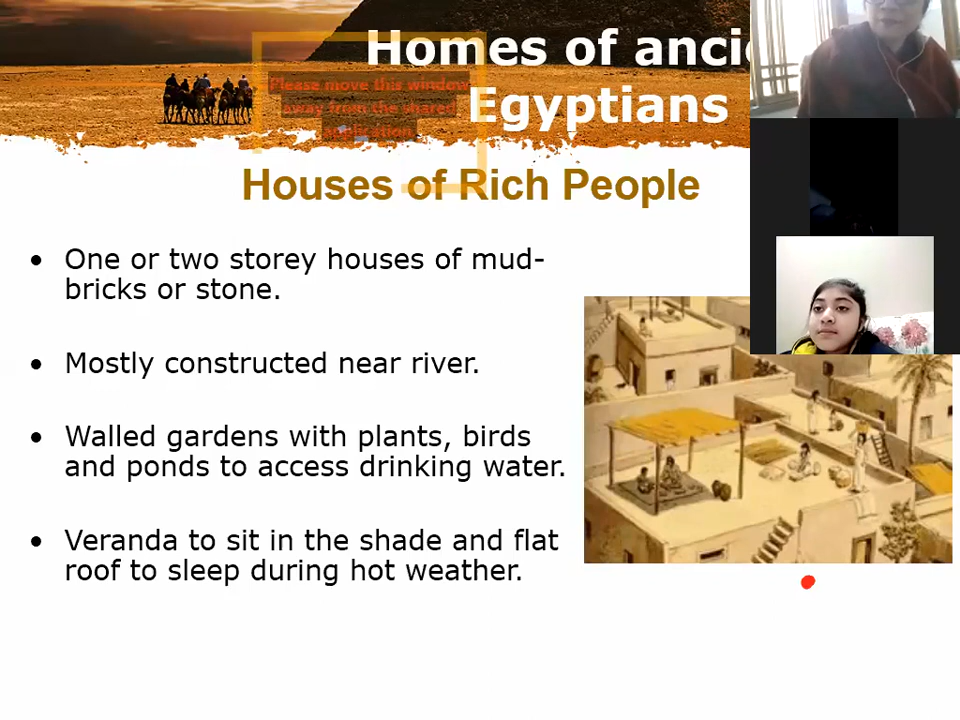 Homes of anci
Egyptians
Please move this window
away from the shared
application
Houses of Rich People
• One or two storey houses of mud-
bricks or stone.
• Mostly constructed near river.
• Walled gardens with plants, birds
and ponds to access drinking water.
• Veranda to sit in the shade and flat
roof to sleep during hot weather.